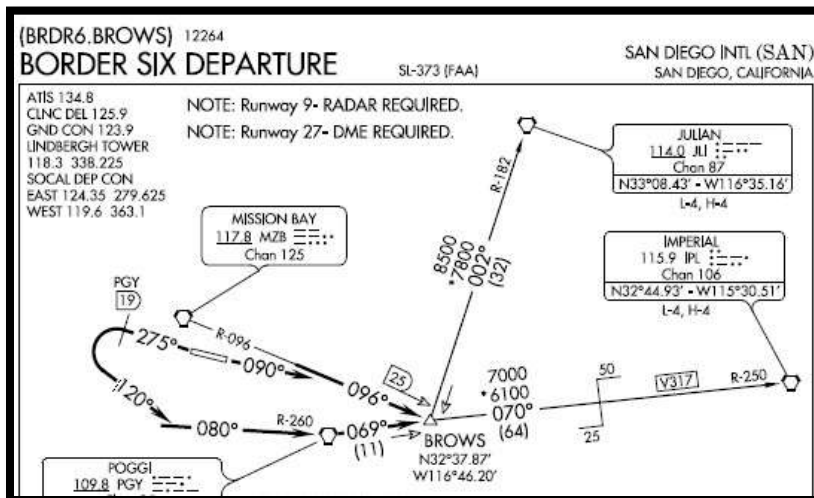 (BRDR6.BROWS) 12264
BORDER SIX DEPARTURE
SL-373 (FAA)
SAN DIEGO INTL (SAN)
SAN DIEGO, CALIFORNIA
ATIS 134.8
CLNC DEL 125.9
GND CON 123.9
LINDBERGH TOWER
118.3 338.225
SOCAL DEP CON
EAST 124.35 279.625
WEST 119.6 363.1
NOTE: Runway 9- RADAR REQUIRED.
NOTE: Runway 27- DME REQUIRED.
JULIAN
114.0 JLI
Chan 87
N33°08.43' - W116°35.16'
L-4, H-4
R-182
MISSION BAY
117.8 MZB
Chan 125
8500
*7800
002°
(32)
IMPERIAL
115.9 IPL
Chan 106
N32°44.93' - W115°30.51'
L-4, H-4
PGY
19
275°
R-096
090°
096°
25
7000
*6100
070°
(64)
50
25
V317
R-250
120°
080°
R-260
069°
(11)
BROWS
N32°37.87'
W116°46.20'
POGGI
109.8 PGY